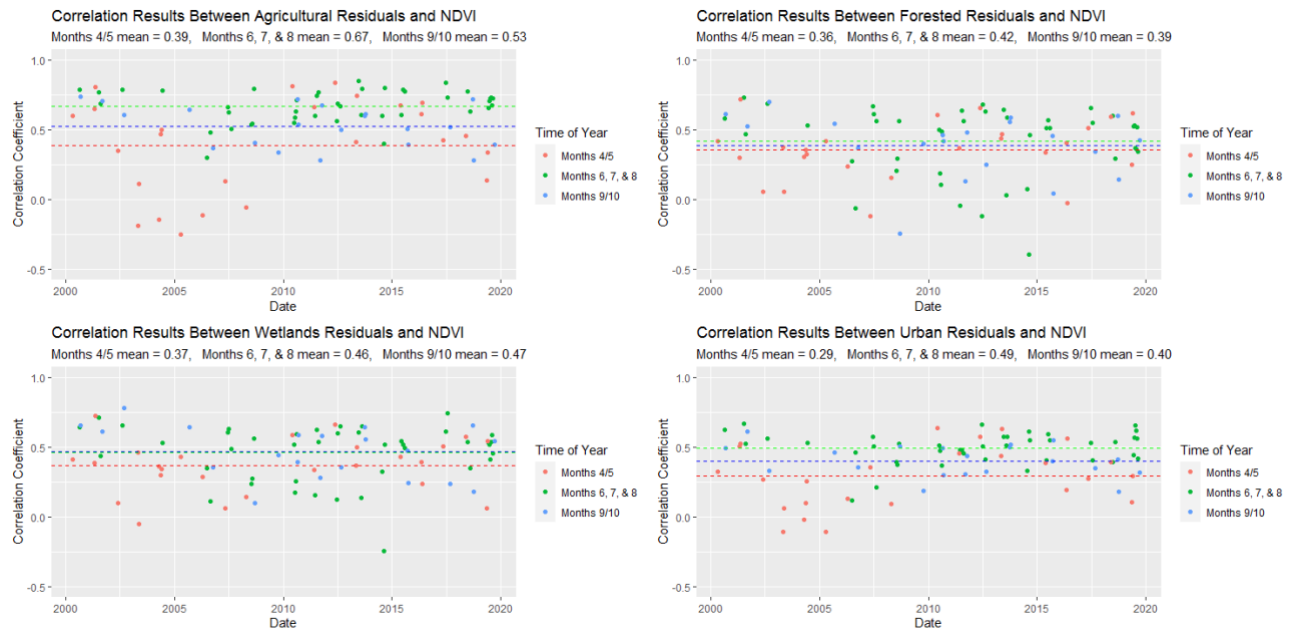 Correlation Results Between Agricultural Residuals and NDVI
Months 4/5 mean = 0.39, Months 6, 7, & 8 mean = 0.67, Months 9/10 mean = 0.53
1.0
0.5
0.0
-0.5
Correlation Coefficient
2000 2005 2010 2015 2020
Date
Time of Year
Months 4/5
Months 6, 7, & 8
Months 9/10
Correlation Results Between Forested Residuals and NDVI
Months 4/5 mean = 0.36, Months 6, 7, & 8 mean = 0.42, Months 9/10 mean = 0.39
1.0
0.5
0.0
-0.5
Correlation Coefficient
2000 2005 2010 2015 2020
Date
Time of Year
Months 4/5
Months 6, 7, & 8
Months 9/10
Correlation Results Between Wetlands Residuals and NDVI
Months 4/5 mean = 0.37, Months 6, 7, & 8 mean = 0.46, Months 9/10 mean = 0.47
1.0
0.5
0.0
-0.5
Correlation Coefficient
2000 2005 2010 2015 2020
Date
Time of Year
Months 4/5
Months 6, 7, & 8
Months 9/10
Correlation Results Between Urban Residuals and NDVI
Months 4/5 mean = 0.29, Months 6, 7, & 8 mean = 0.49, Months 9/10 mean = 0.40
1.0
0.5
0.0
-0.5
Correlation Coefficient
2000 2005 2010 2015 2020
Date
Time of Year
Months 4/5
Months 6, 7, & 8
Months 9/10